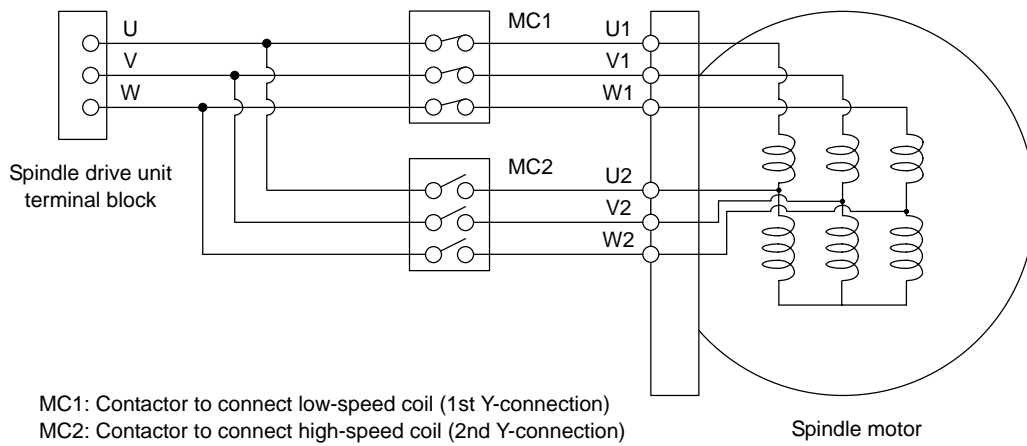 U
V
W
MC1
U1
V1
W1
Spindle drive unit
terminal block
MC2
U2
V2
W2
MC1: Contactor to connect low-speed coil (1st Y-connection)
MC2: Contactor to connect high-speed coil (2nd Y-connection)
Spindle motor